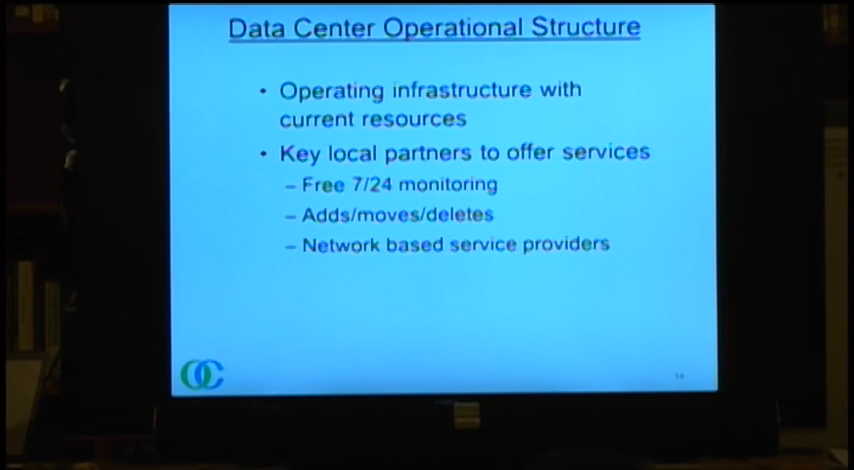 Data Center Operational Structure
• Operating infrastructure with
current resources
• Key local partners to offer services
– Free 7/24 monitoring
– Adds/moves/deletes
– Network based service providers
OC